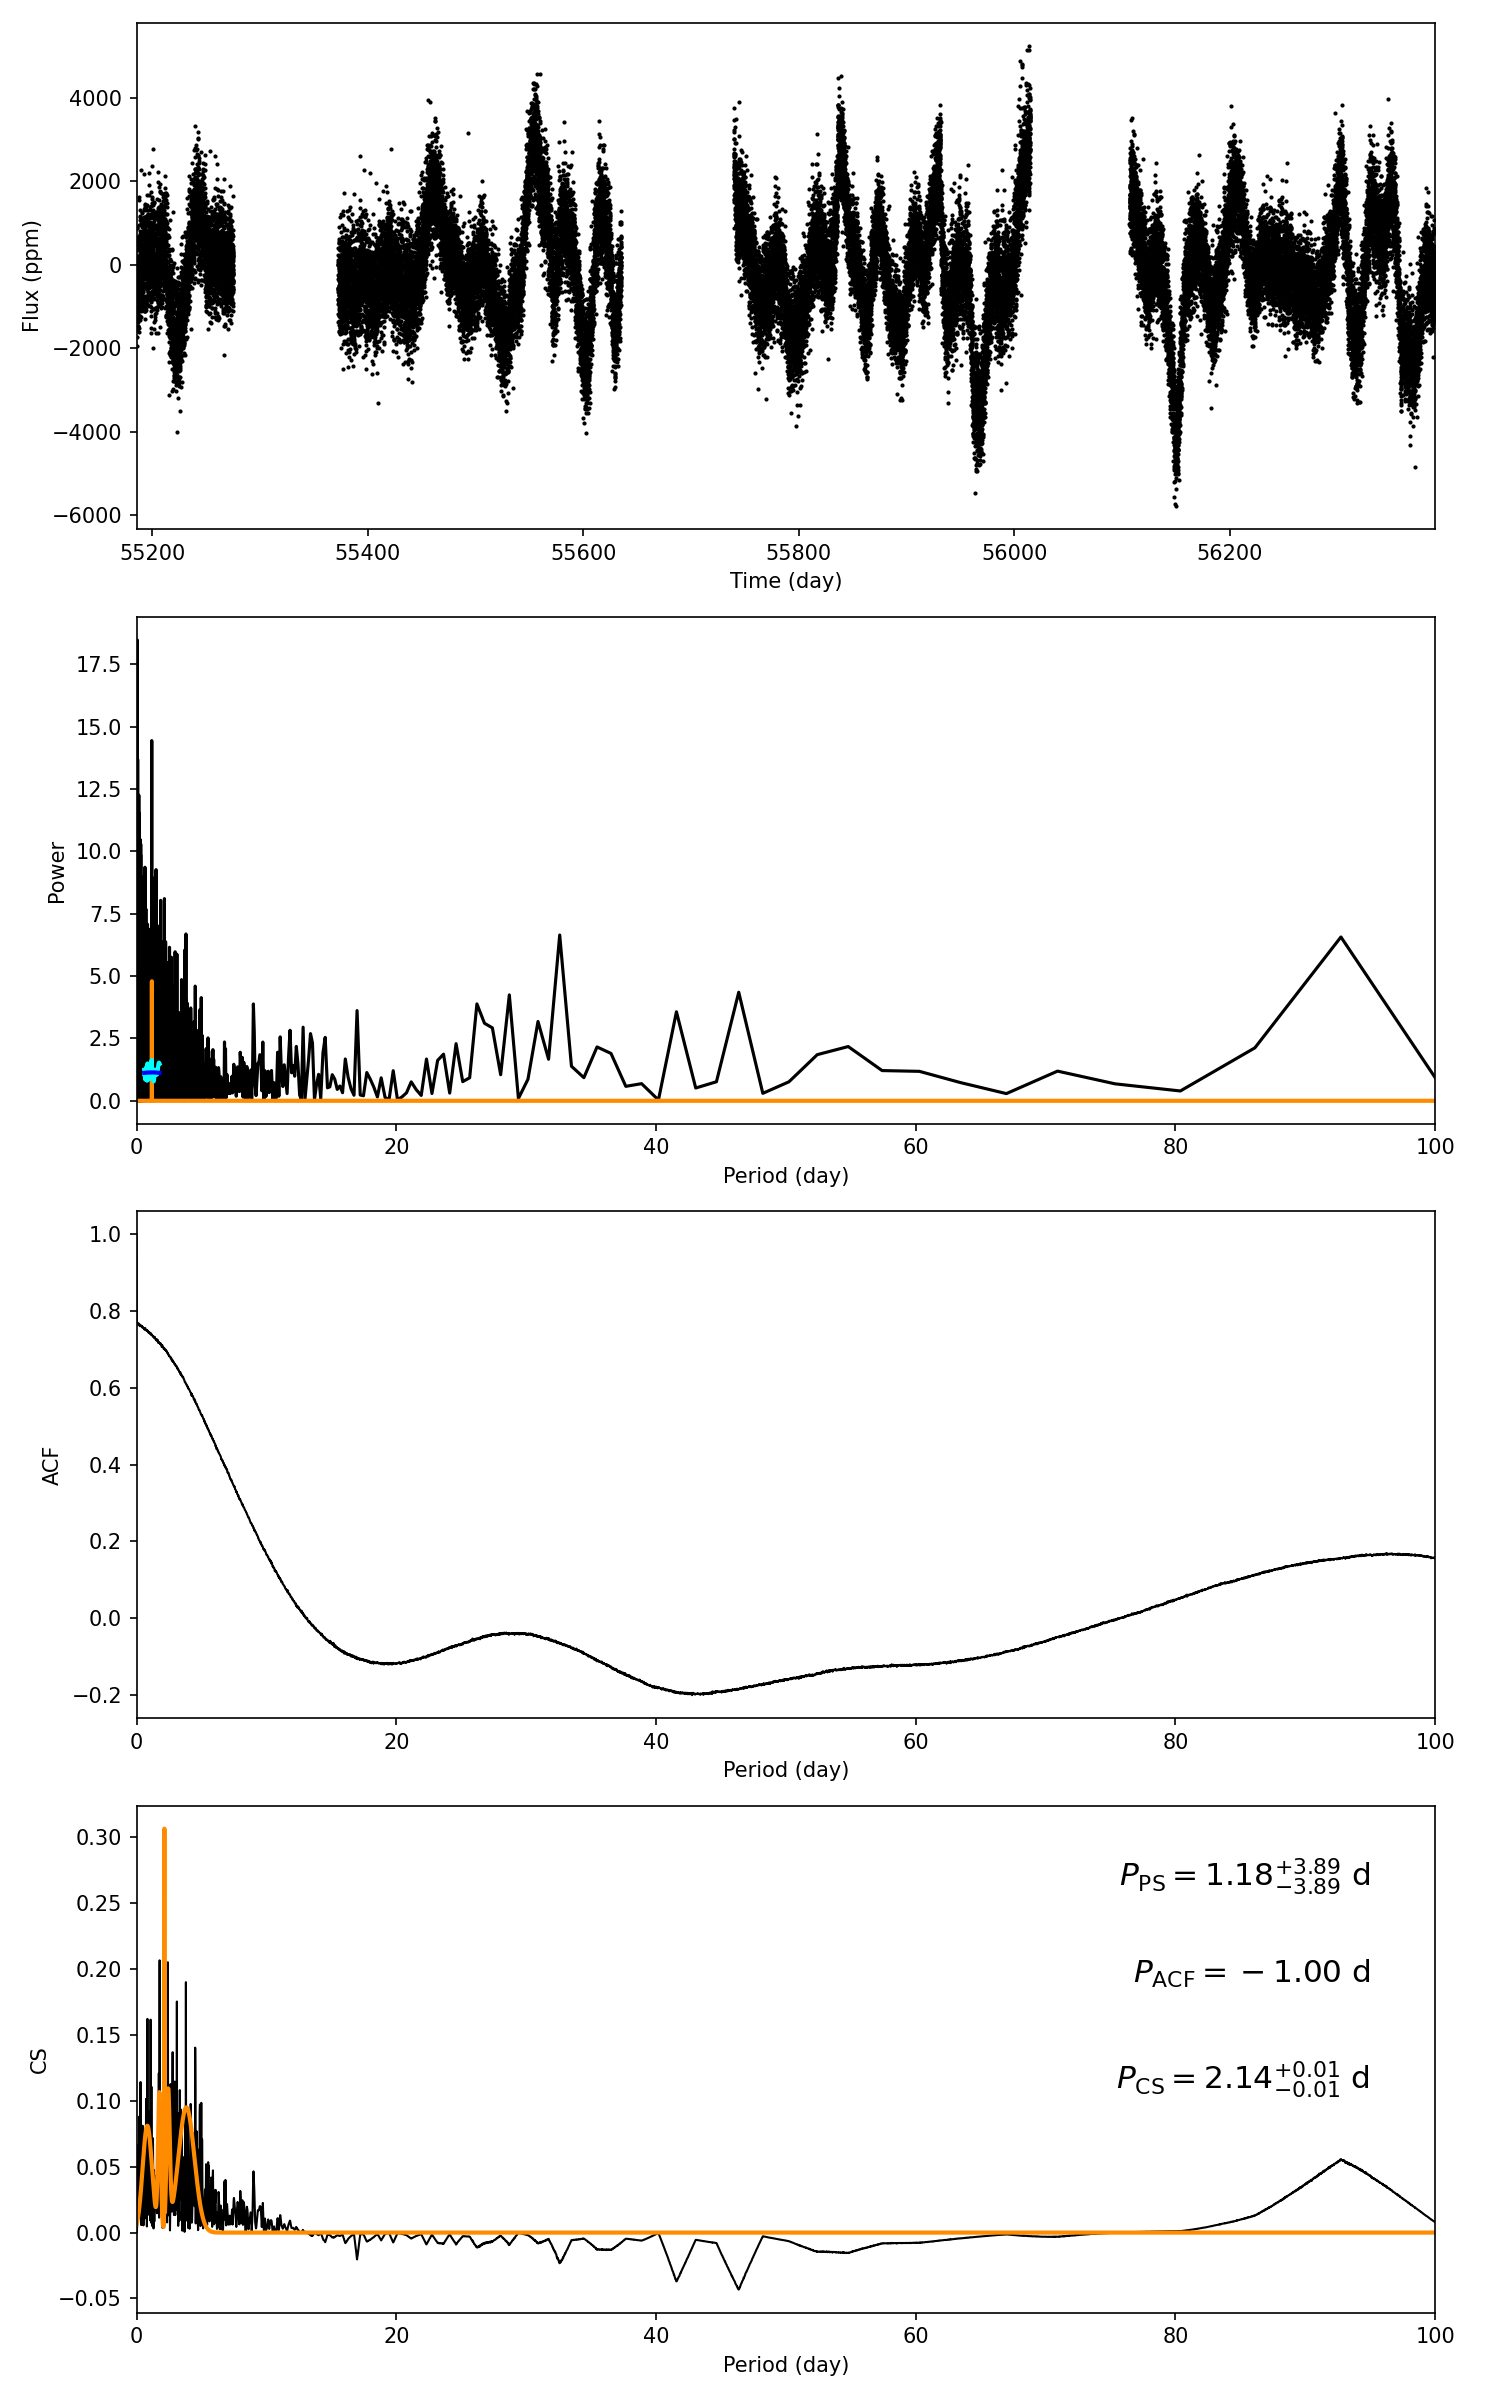 4000
2000
0
−2000
−4000
−6000
Flux (ppm)
55200 55400 55600 55800 56000 56200
Time (day)
17.5
15.0
12.5
10.0
7.5
5.0
2.5
0.0
Power
0 20 40 60 80 100
Period (day)
1.0
0.8
0.6
0.4
0.2
0.0
−0.2
ACF
0 20 40 60 80 100
Period (day)
0.30
0.25
0.20
0.15
0.10
0.05
0.00
−0.05
CS
P_PS = 1.18 +3.89 −3.89 d
P_ACF = − 1.00 d
P_CS = 2.14 +0.01 −0.01 d
0 20 40 60 80 100
Period (day)